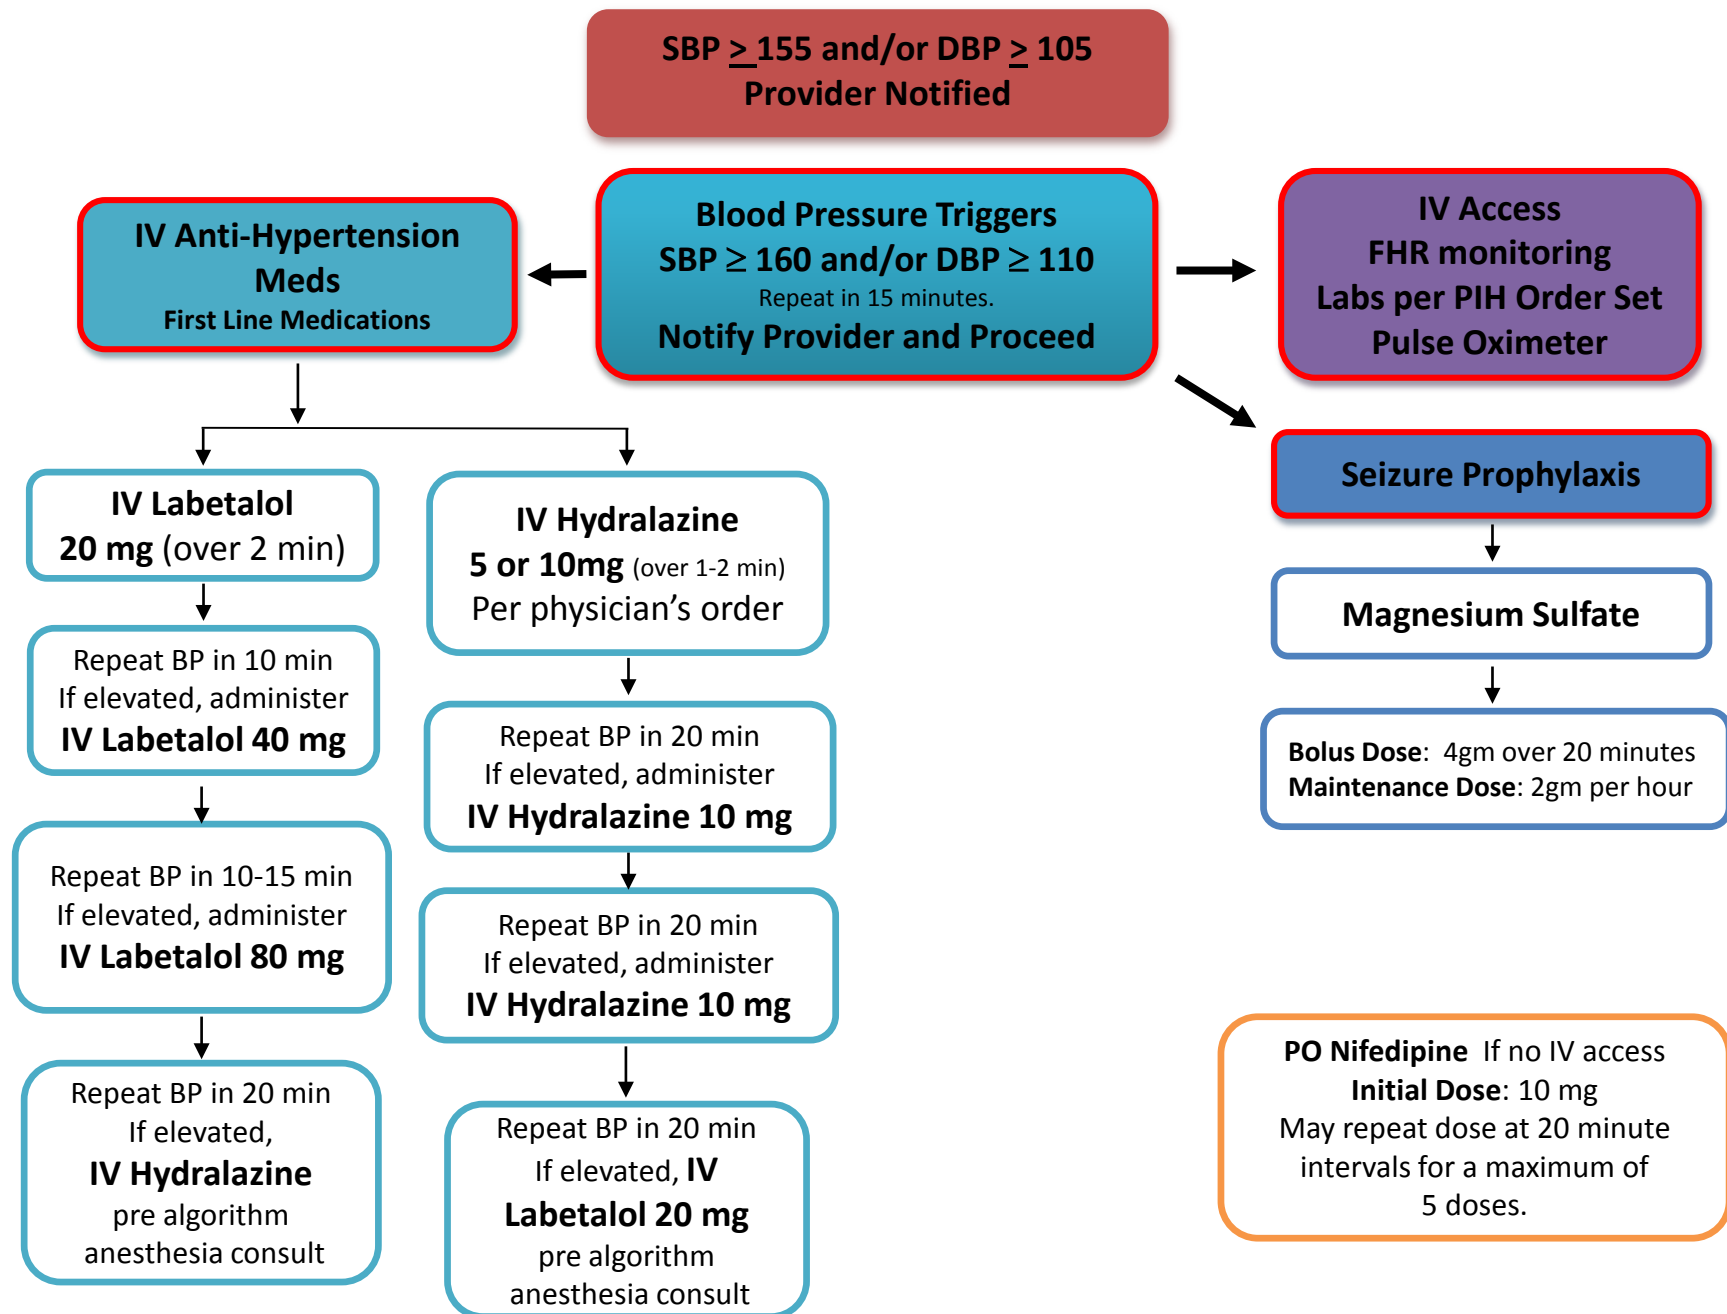 SBP ≥ 155 and/or DBP ≥ 105
Provider Notified
IV Anti-Hypertension
Meds
First Line Medications
Blood Pressure Triggers
SBP ≥ 160 and/or DBP ≥ 110
Repeat in 15 minutes.
Notify Provider and Proceed
IV Access
FHR monitoring
Labs per PIH Order Set
Pulse Oximeter
IV Labetalol
20 mg (over 2 min)
Repeat BP in 10 min
If elevated, administer
IV Labetalol 40 mg
Repeat BP in 10-15 min
If elevated, administer
IV Labetalol 80 mg
Repeat BP in 20 min
If elevated,
IV Hydralazine
pre algorithm
anesthesia consult
IV Hydralazine
5 or 10mg (over 1-2 min)
Per physician’s order
Repeat BP in 20 min
If elevated, administer
IV Hydralazine 10 mg
Repeat BP in 20 min
If elevated, administer
IV Hydralazine 10 mg
Repeat BP in 20 min
If elevated, IV
Labetalol 20 mg
pre algorithm
anesthesia consult
Seizure Prophylaxis
Magnesium Sulfate
Bolus Dose: 4gm over 20 minutes
Maintenance Dose: 2gm per hour
PO Nifedipine If no IV access
Initial Dose: 10 mg
May repeat dose at 20 minute
intervals for a maximum of
5 doses.